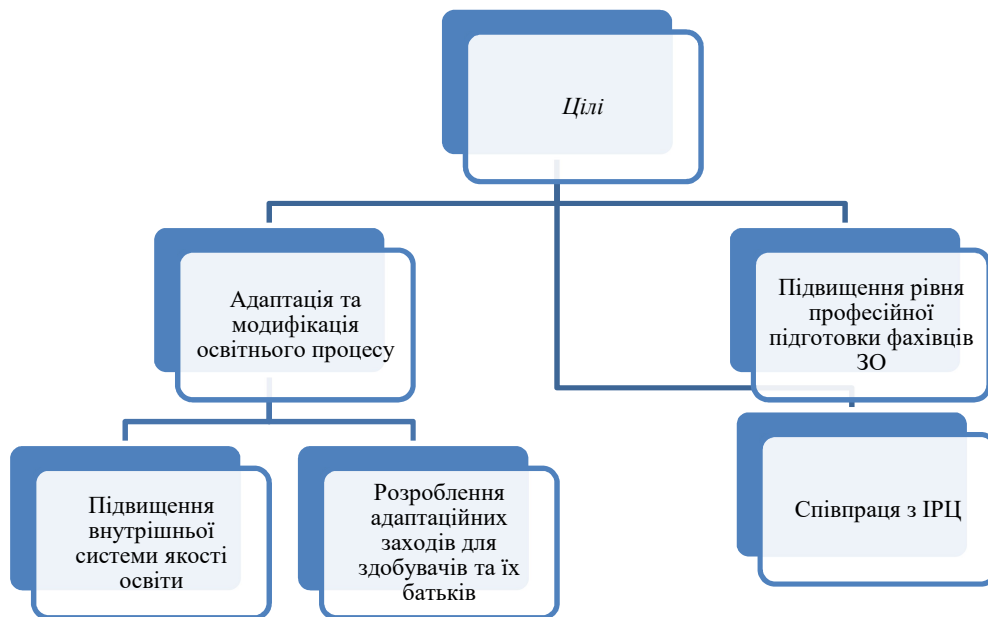 Цілі
Адаптація та
модифікація
освітнього процесу
Підвищення рівня
професійної
підготовки фахівців
ЗО
Підвищення
внутрішньої
системи якості
освіти
Розроблення
адаптаційних
заходів для
здобувачів та їх
батьків
Співпраця з ІРЦ